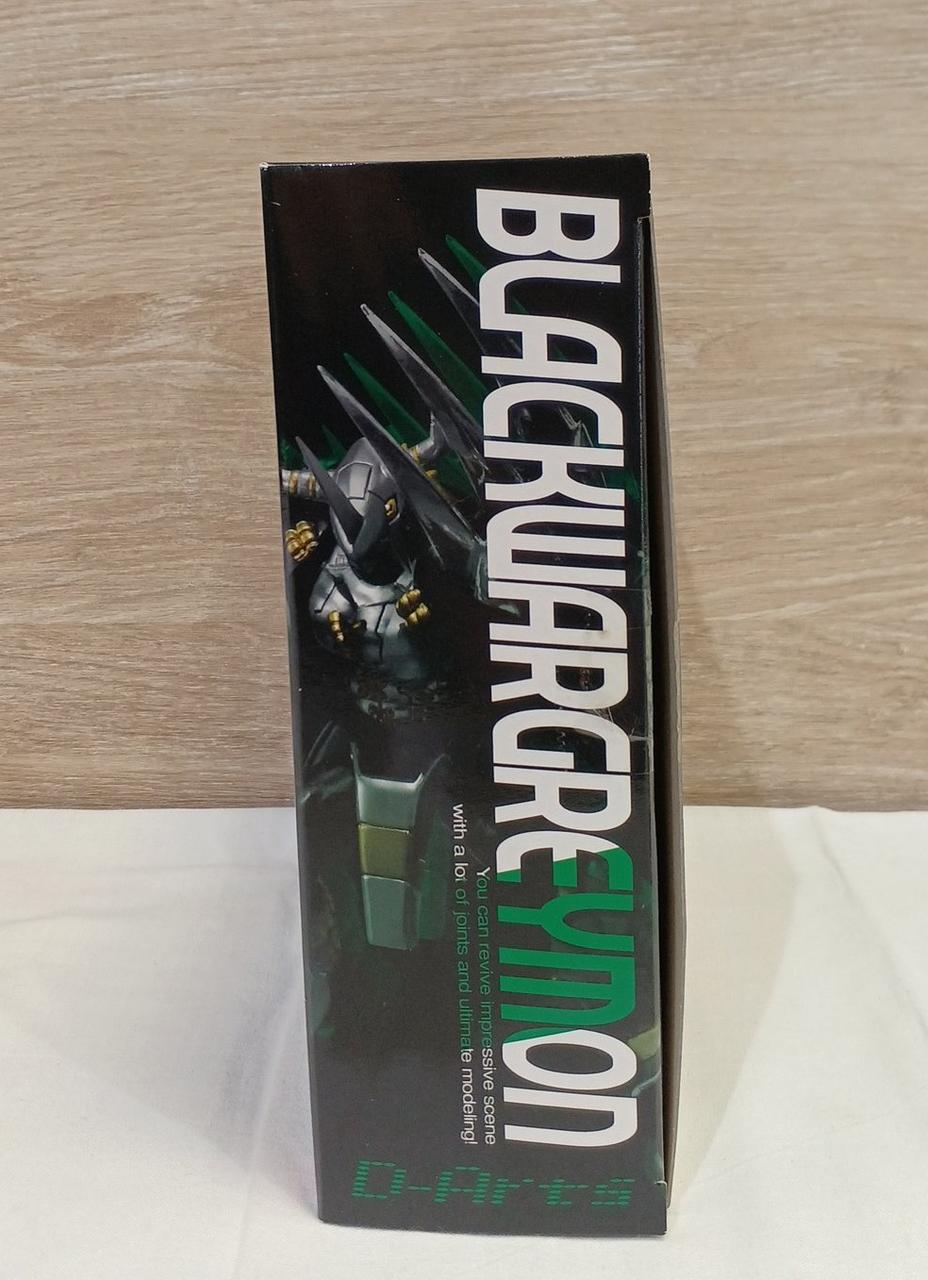 BLACKWARGREYMON
You can revive impressive scene
with a lot of joints and ultimate modeling!
D-Arts